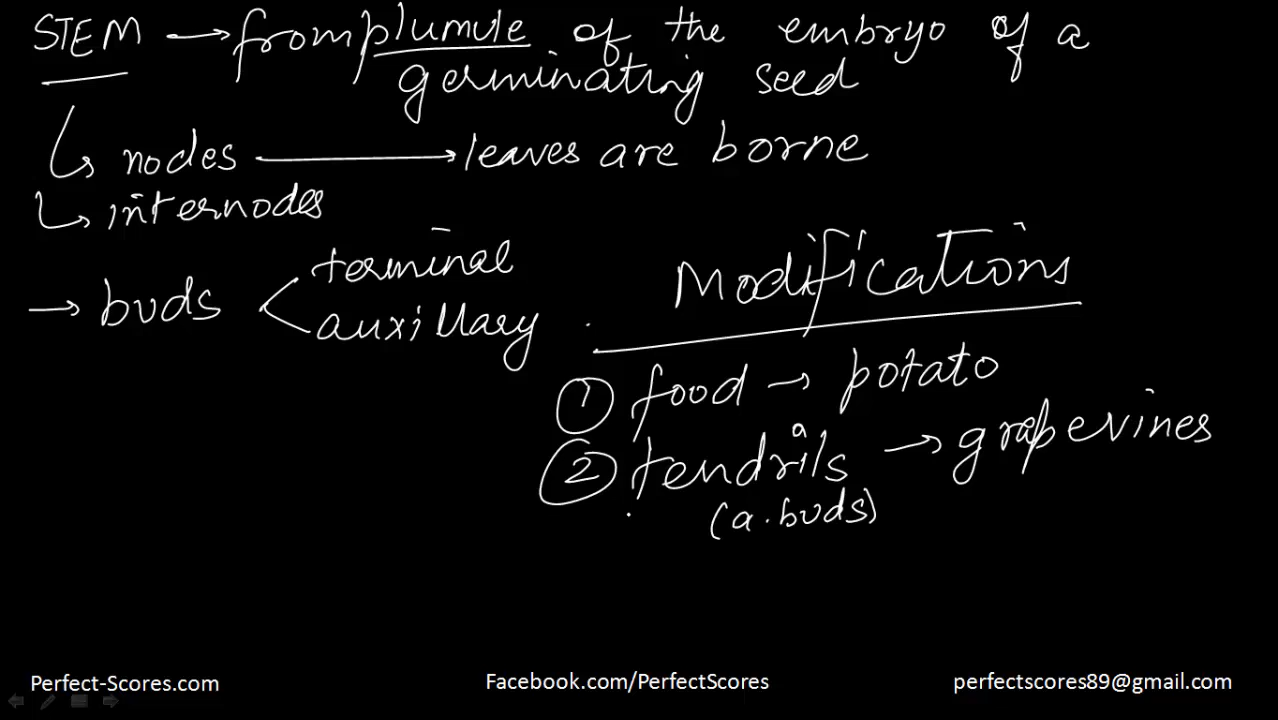 STEM → from plumule of the embryo of a
germinating seed
↳ nodes → leaves are borne
↳ internodes
→ buds < terminal
auxillary
Modifications
① food → potato
② tendrils → grapevines
(a. buds)
Perfect-Scores.com
Facebook.com/PerfectScores
perfectscores89@gmail.com